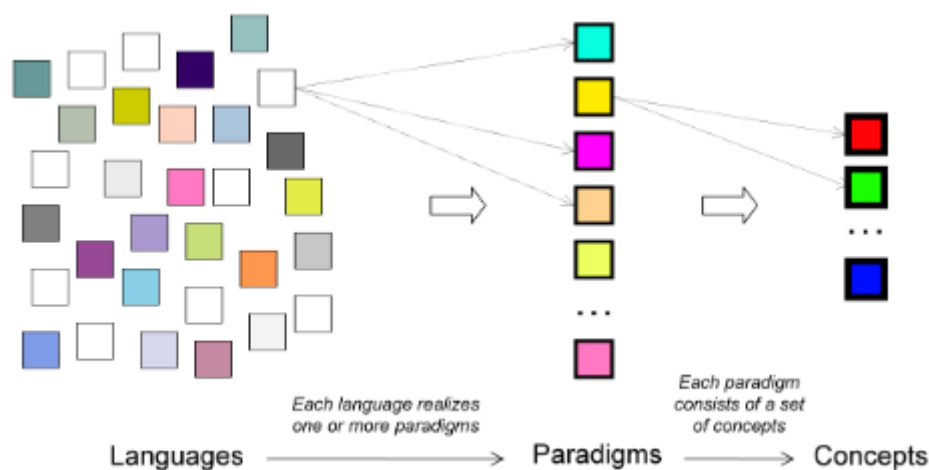 ...
...
Each language realizes
one or more paradigms
Each paradigm
consists of a set
of concepts
Languages
Paradigms
Concepts